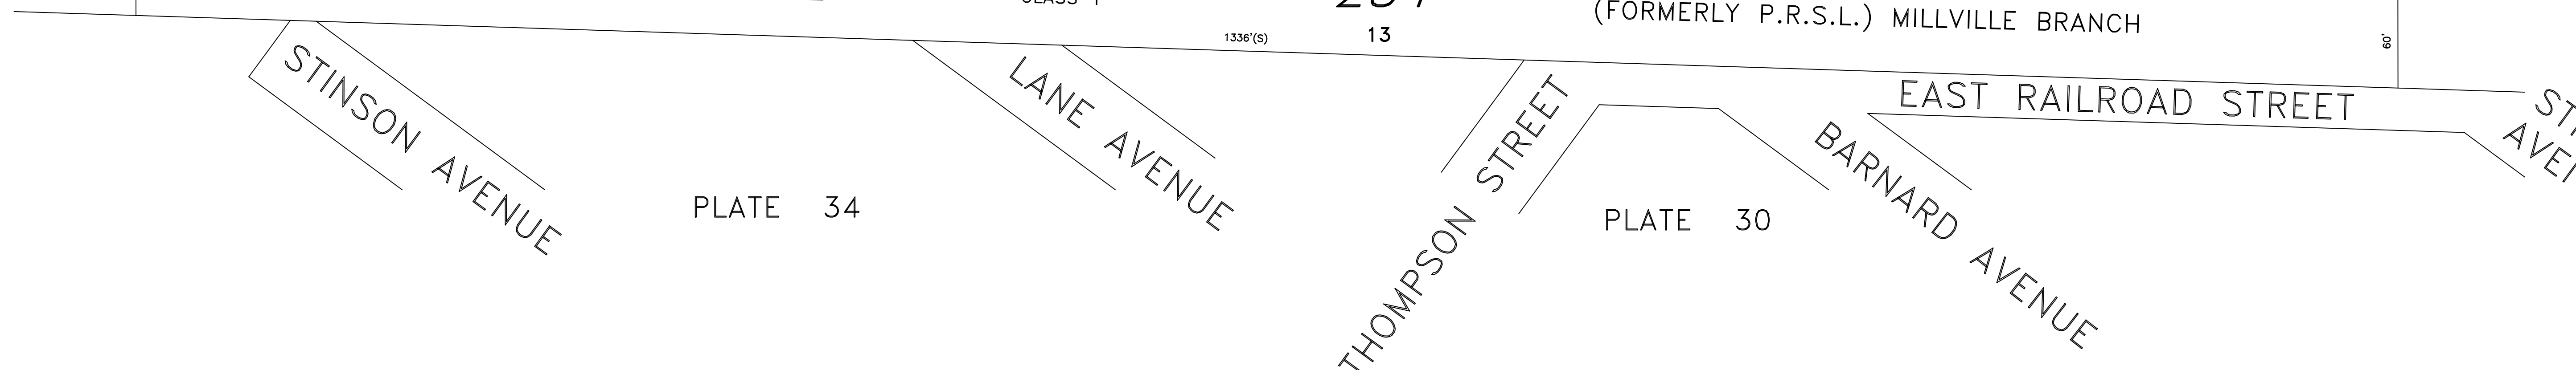 (FORMERLY P.R.S.L.) MILLVILLE BRANCH
1336'(S)
13
60'
STINSON AVENUE
LANE AVENUE
THOMPSON STREET
EAST RAILROAD STREET
BARNARD AVENUE
PLATE 34
PLATE 30